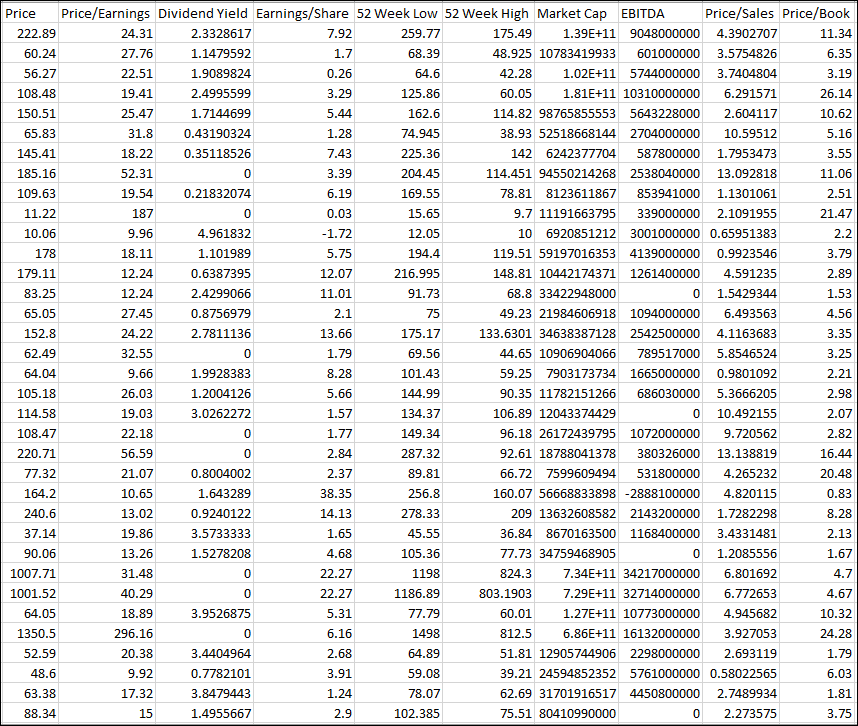 Price Price/Earnings Dividend Yield Earnings/Share 52 Week Low 52 Week High Market Cap EBITDA Price/Sales Price/Book
222.89 24.31 2.3328617 7.92 259.77 175.49 1.39E+11 9048000000 4.3902707 11.34
60.24 27.76 1.1479592 1.7 68.39 48.925 10783419933 601000000 3.5754826 6.35
56.27 22.51 1.9089824 0.26 64.6 42.28 1.02E+11 5744000000 3.7404804 3.19
108.48 19.41 2.4995599 3.29 125.86 60.05 1.81E+11 10310000000 6.291571 26.14
150.51 25.47 1.7144699 5.44 162.6 114.82 98765855553 5643228000 2.604117 10.62
65.83 31.8 0.43190324 1.28 74.945 38.93 52518668144 2704000000 10.59512 5.16
145.41 18.22 0.35118526 7.43 225.36 142 6242377704 587800000 1.7953473 3.55
185.16 52.31 0 3.39 204.45 114.451 94550214268 2538040000 13.092818 11.06
109.63 19.54 0.21832074 6.19 169.55 78.81 8123611867 853941000 1.1301061 2.51
11.22 187 0 0.03 15.65 9.7 11191663795 339000000 2.1091955 21.47
10.06 9.96 4.961832 -1.72 12.05 10 6920851212 3001000000 0.65951383 2.2
178 18.11 1.101989 5.75 194.4 119.51 59197016353 4139000000 0.9923546 3.79
179.11 12.24 0.6387395 12.07 216.995 148.81 10442174371 1261400000 4.591235 2.89
83.25 12.24 2.4299066 11.01 91.73 68.8 33422948000 0 1.5429344 1.53
65.05 27.45 0.8756979 2.1 75 49.23 21984606918 1094000000 6.493563 4.56
152.8 24.22 2.7811136 13.66 175.17 133.6301 34638387128 2542500000 4.1163683 3.35
62.49 32.55 0 1.79 69.56 44.65 10906904066 789517000 5.8546524 3.25
64.04 9.66 1.9928383 8.28 101.43 59.25 7903173734 1665000000 0.9801092 2.21
105.18 26.03 1.2004126 5.66 144.99 90.35 11782151266 686030000 5.3666205 2.98
114.58 19.03 3.0262272 1.57 134.37 106.89 12043374429 0 10.492155 2.07
108.47 22.18 0 1.77 149.34 96.18 26172439795 1072000000 9.720562 2.82
220.71 56.59 0 2.84 287.32 92.61 18788041378 380326000 13.138819 16.44
77.32 21.07 0.8004002 2.37 89.81 66.72 7599609494 531800000 4.265232 20.48
164.2 10.65 1.643289 38.35 256.8 160.07 56668833898 -2888100000 4.820115 0.83
240.6 13.02 0.9240122 14.13 278.33 209 13632608582 2143200000 1.7282298 8.28
37.14 19.86 3.5733333 1.65 45.55 36.84 8670163500 1168400000 3.4331481 2.13
90.06 13.26 1.5278208 4.68 105.36 77.73 34759468905 0 1.2085556 1.67
1007.71 31.48 0 22.27 1198 824.3 7.34E+11 34217000000 6.801692 4.7
1001.52 40.29 0 22.27 1186.89 803.1903 7.29E+11 32714000000 6.772653 4.67
64.05 18.89 3.9526875 5.31 77.79 60.01 1.27E+11 10773000000 4.945682 10.32
1350.5 296.16 0 6.16 1498 812.5 6.86E+11 16132000000 3.927053 24.28
52.59 20.38 3.4404964 2.68 64.89 51.81 12905744906 2298000000 2.693119 1.79
48.6 9.92 0.7782101 3.91 59.08 39.21 24594852352 5761000000 0.58022565 6.03
63.38 17.32 3.8479443 1.24 78.07 62.69 31701916517 4450800000 2.7489934 1.81
88.34 15 1.4955667 2.9 102.385 75.51 80410990000 0 2.273575 3.75